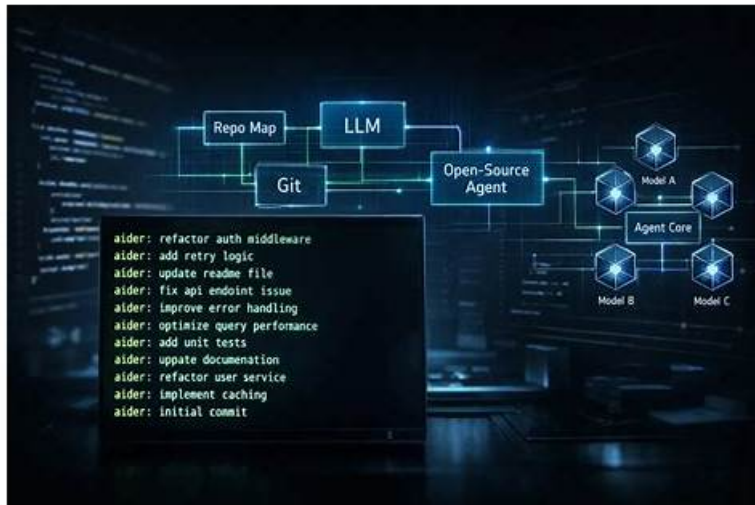 Repo Map
LLM
Git
Open-Source
Agent
Model A
Agent Core
Model B
Model C
aider: refactor auth middleware
aider: add retry logic
aider: update readme file
aider: fix api endoint issue
aider: improve error handling
aider: optimize query perfomance
aider: add unit tests
aider: uppate documenation
aider: refactor user service
aider: implement caching
aider: initial commit